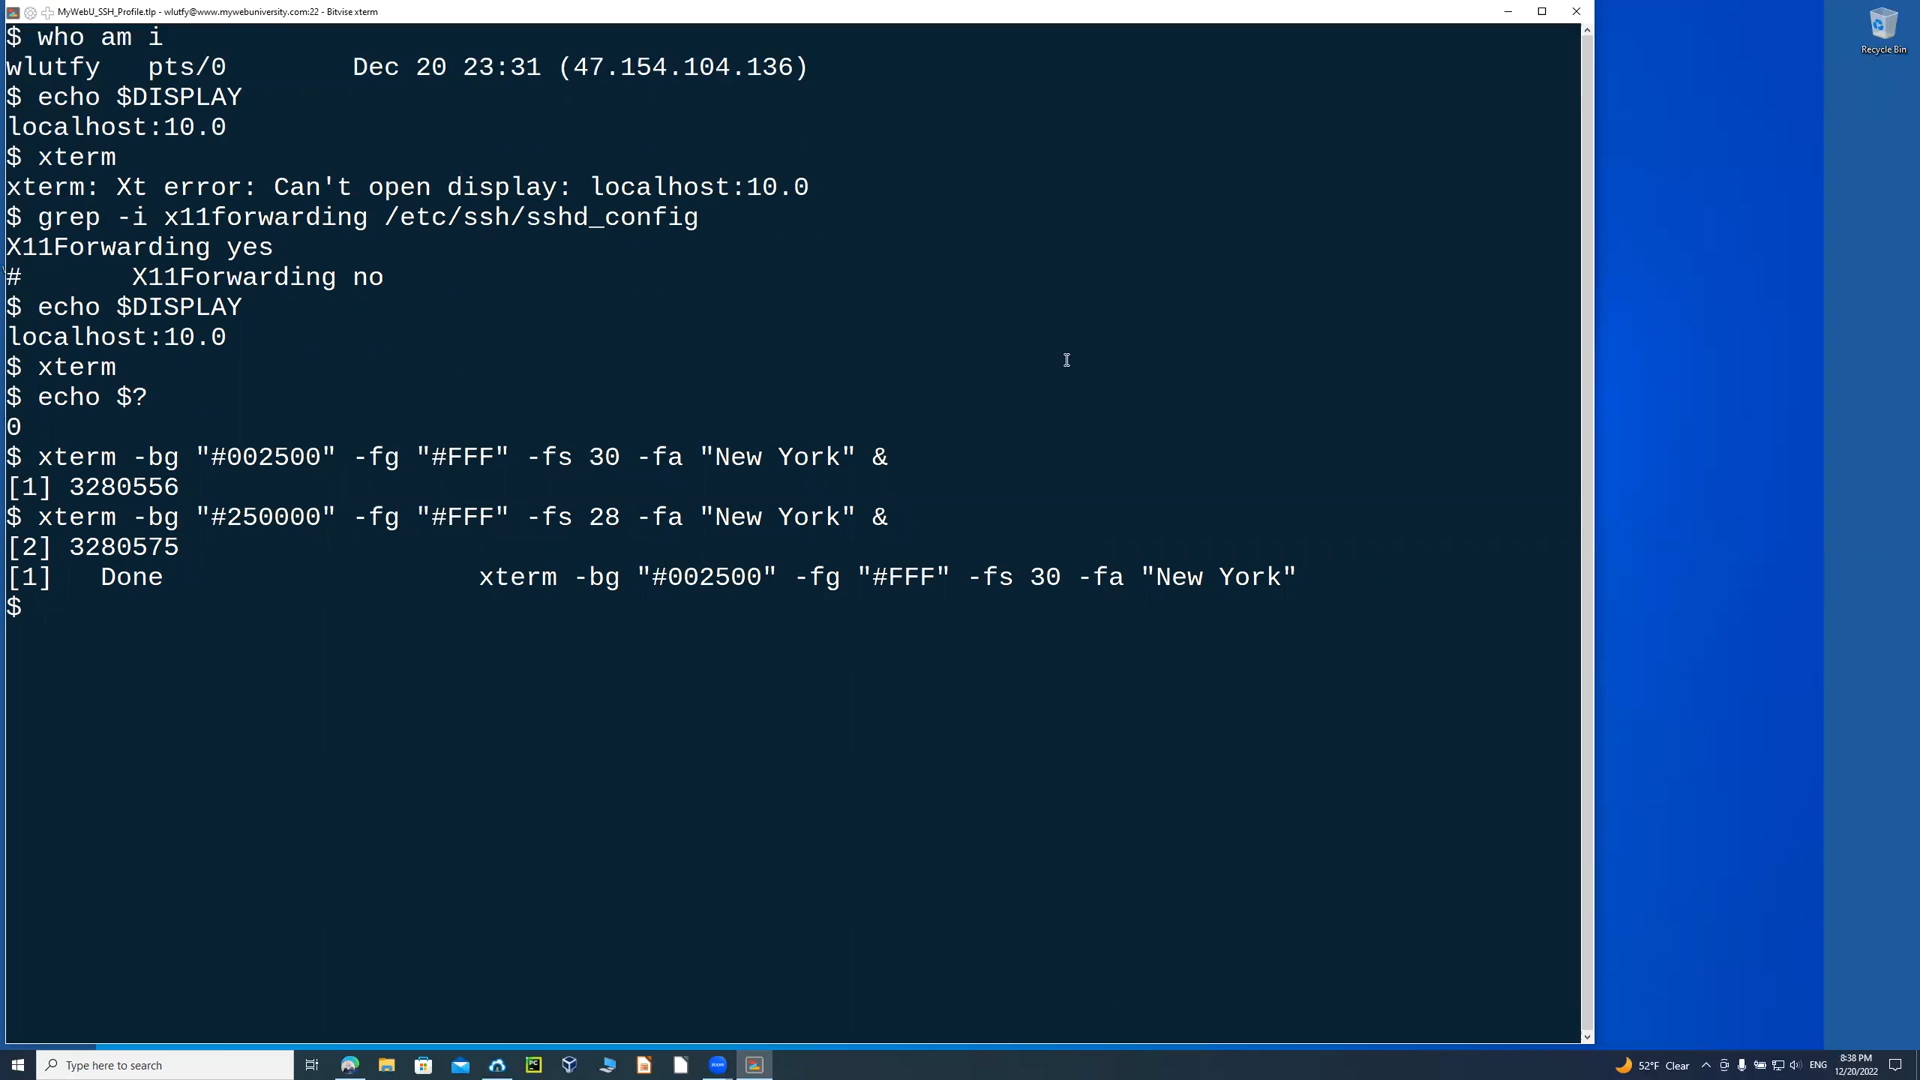 MyWebU_SSH_Profile.tlp - wlutfy@www.mywebuniversity.com:22 - Bitvise xterm
$ who am i
wlutfy   pts/0        Dec 20 23:31 (47.154.104.136)
$ echo $DISPLAY
localhost:10.0
$ xterm
xterm: Xt error: Can't open display: localhost:10.0
$ grep -i x11forwarding /etc/ssh/sshd_config
X11Forwarding yes
#       X11Forwarding no
$ echo $DISPLAY
localhost:10.0
$ xterm
$ echo $?
0
$ xterm -bg "#002500" -fg "#FFF" -fs 30 -fa "New York" &
[1] 3280556
$ xterm -bg "#250000" -fg "#FFF" -fs 28 -fa "New York" &
[2] 3280575
[1]   Done                    xterm -bg "#002500" -fg "#FFF" -fs 30 -fa "New York"
$
Recycle Bin
Type here to search
PC
zoom
52°F Clear
ENG
8:38 PM
12/20/2022